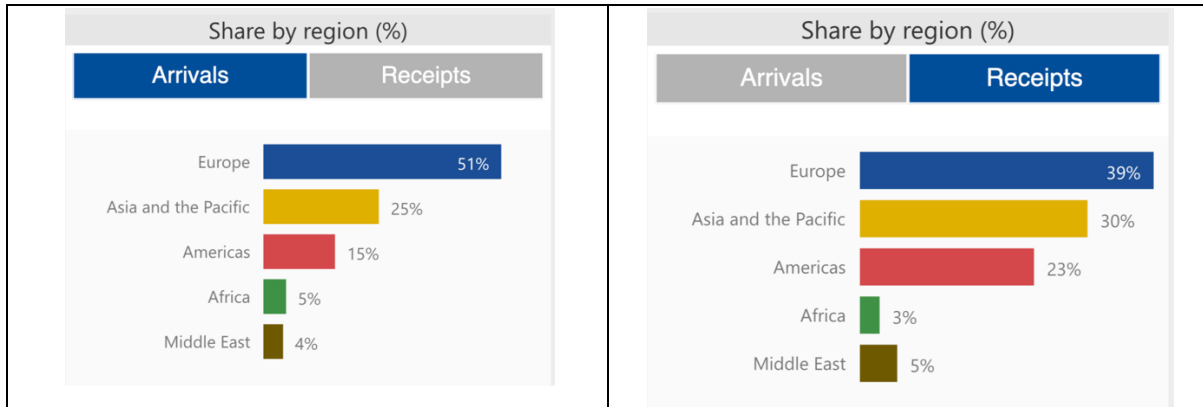 Share by region (%)
Arrivals Receipts
Europe 51%
Asia and the Pacific 25%
Americas 15%
Africa 5%
Middle East 4%
Share by region (%)
Arrivals Receipts
Europe 39%
Asia and the Pacific 30%
Americas 23%
Africa 3%
Middle East 5%